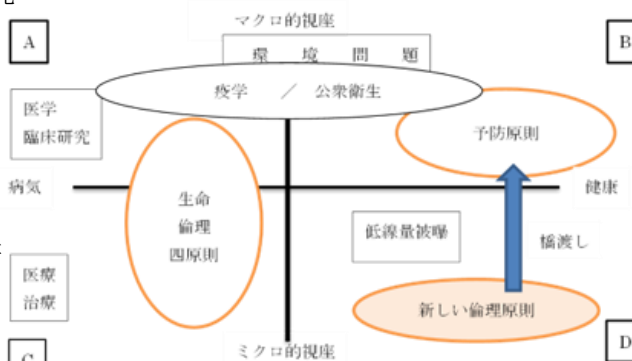 マクロ的視座
A
B
環 境 問 題
疫学 / 公衆衛生
医学
臨床研究
予防原則
病気
健康
生命
倫理
四原則
低線量被曝
橋渡し
医療
治療
新しい倫理原則
C
D
ミクロ的視座